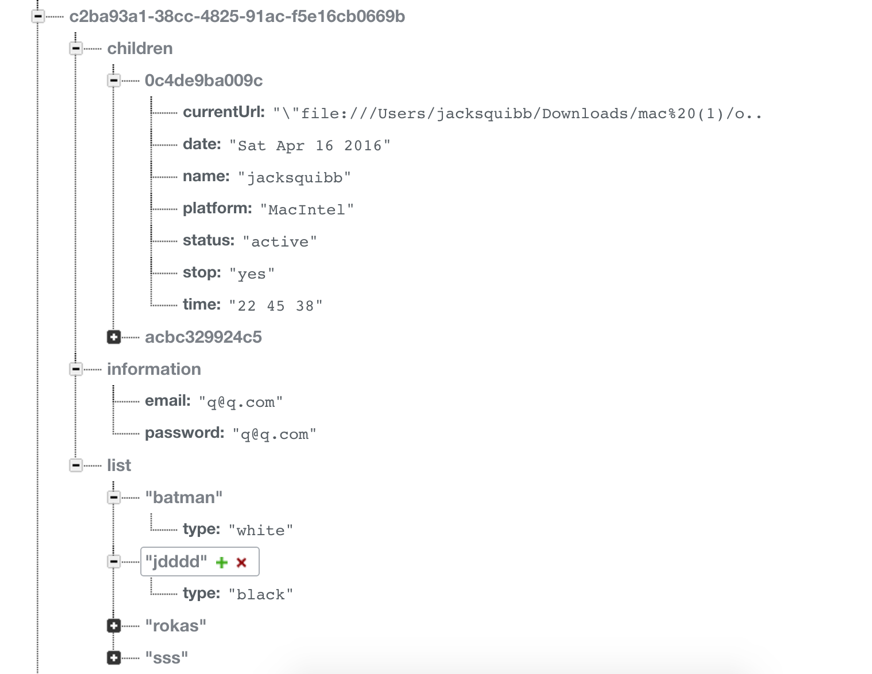 c2ba93a1-38cc-4825-91ac-f5e16cb0669b
children
0c4de9ba009c
currentUrl: "\"file:///Users/jacksquibb/Downloads/mac%20(1)/o..
date: "Sat Apr 16 2016"
name: "jacksquibb"
platform: "MacIntel"
status: "active"
stop: "yes"
time: "22 45 38"
acbc329924c5
information
email: "q@q.com"
password: "q@q.com"
list
"batman"
type: "white"
"jdddd"
type: "black"
"rokas"
"sss"